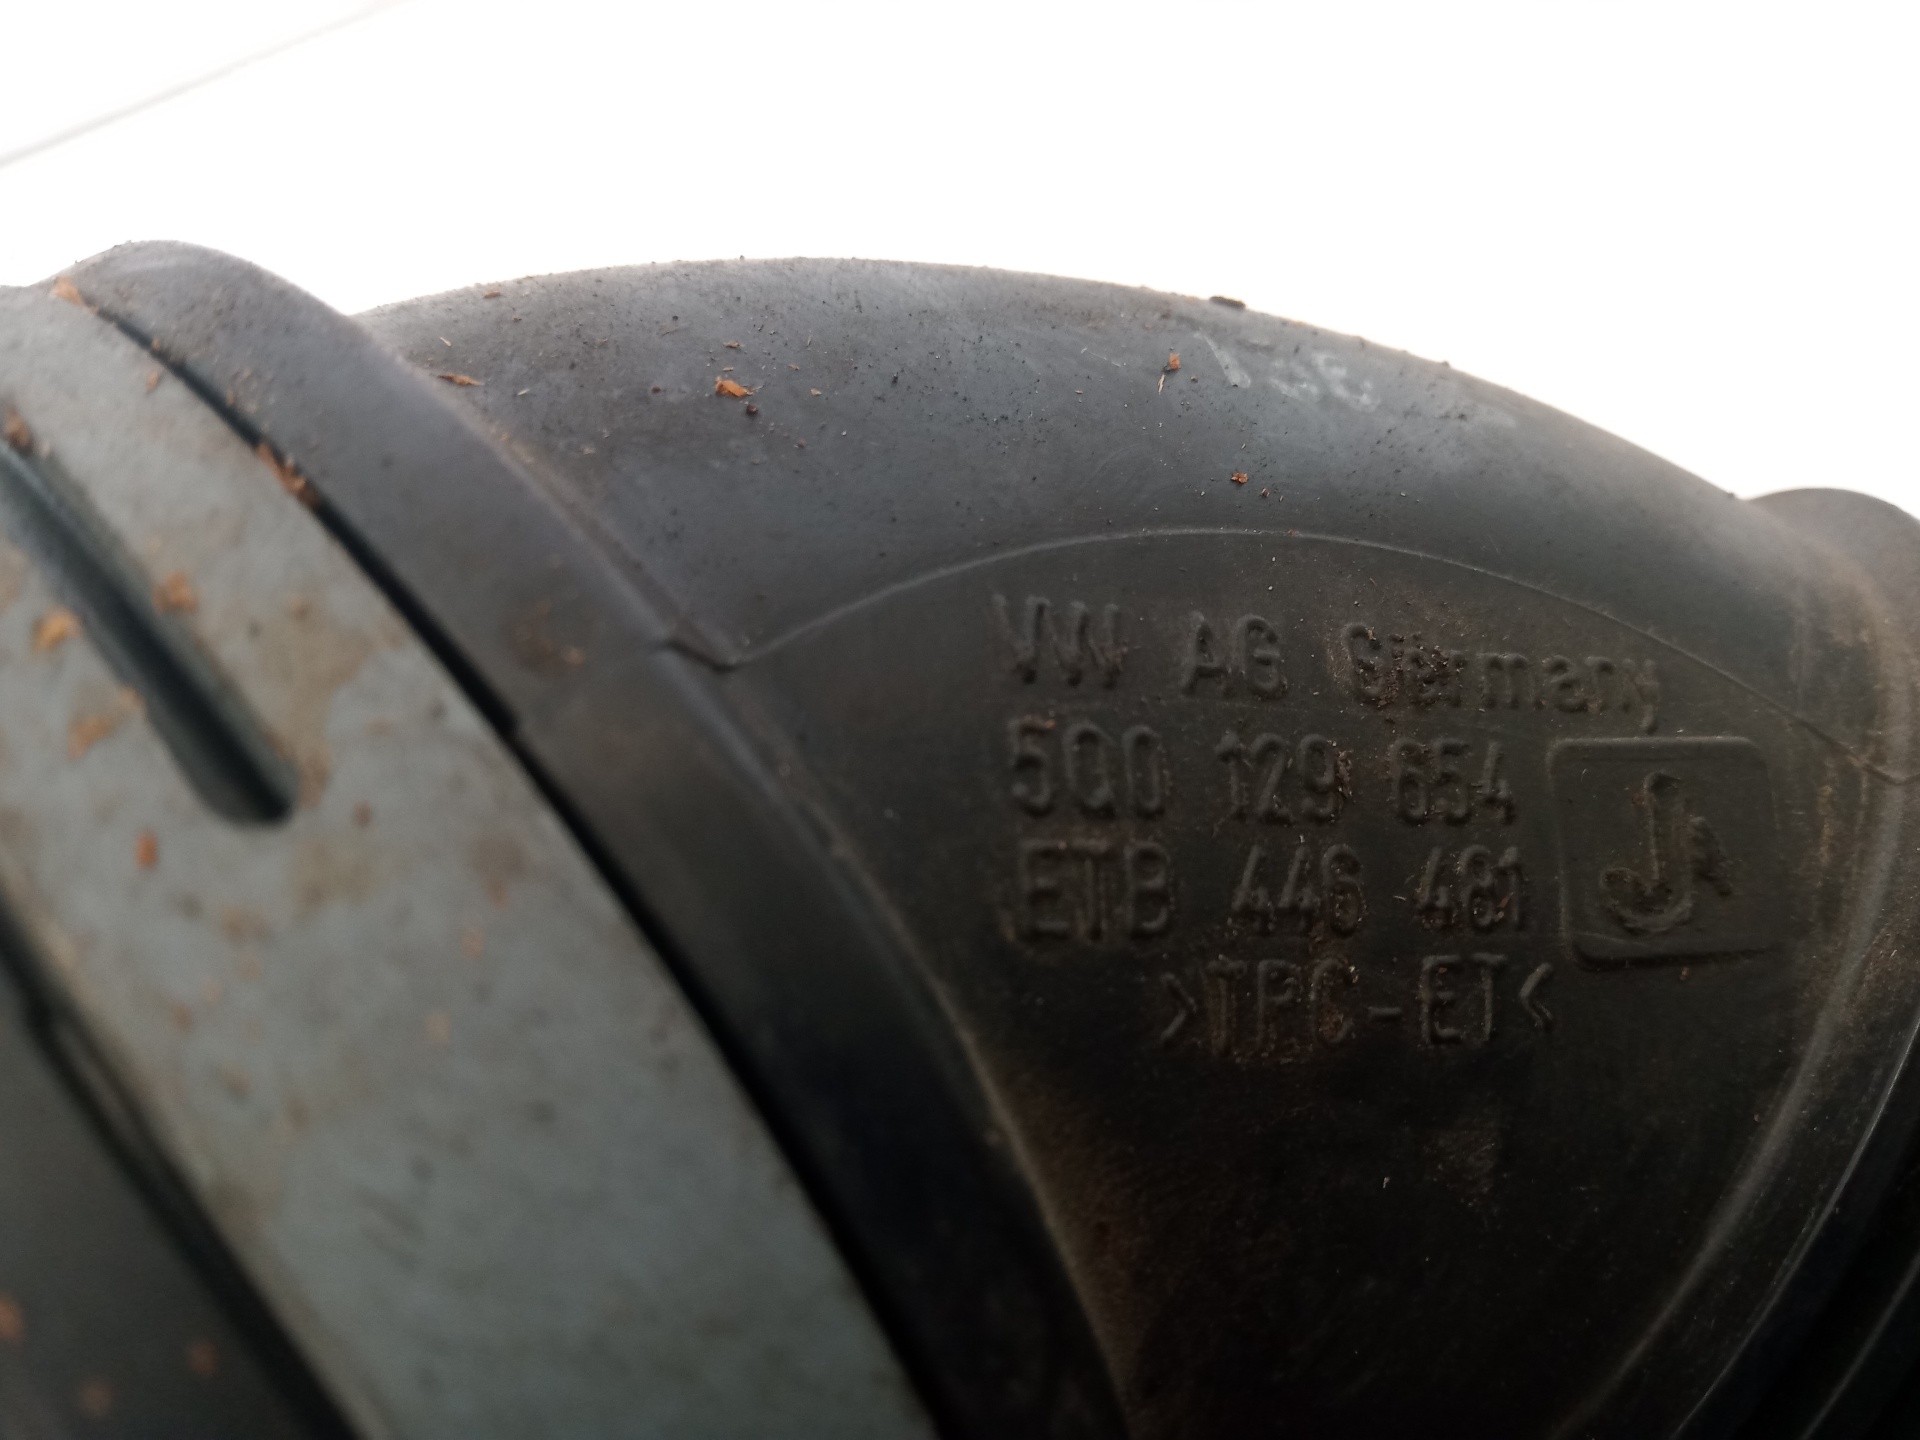 VW AG Germany
5Q0 129 654
ETB 446 481
>TPC-ET<